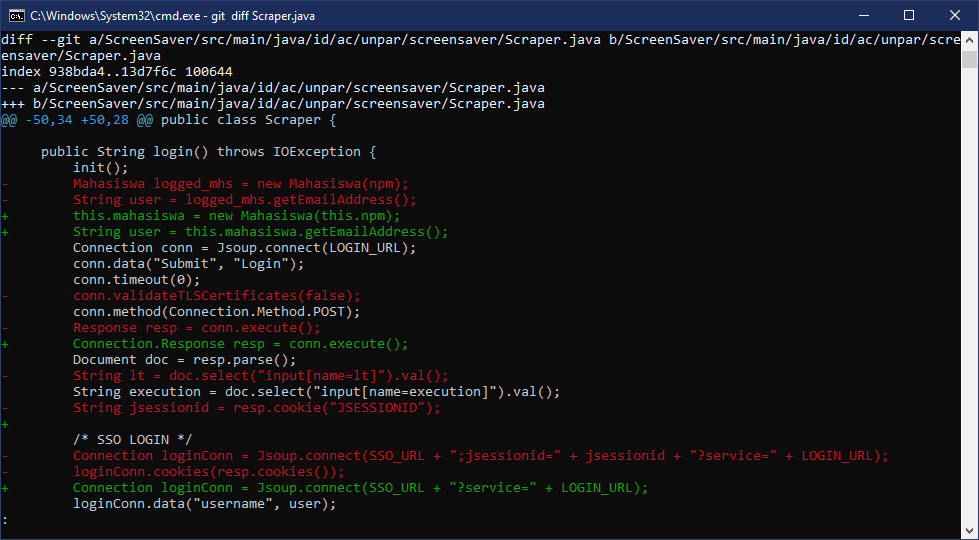 C:\Windows\System32\cmd.exe - git  diff Scraper.java
diff --git a/ScreenSaver/src/main/java/id/ac/unpar/screensaver/Scraper.java b/ScreenSaver/src/main/java/id/ac/unpar/scre
ensaver/Scraper.java
index 938bda4..13d7f6c 100644
--- a/ScreenSaver/src/main/java/id/ac/unpar/screensaver/Scraper.java
+++ b/ScreenSaver/src/main/java/id/ac/unpar/screensaver/Scraper.java
@@ -50,34 +50,28 @@ public class Scraper {
     public String login() throws IOException {
         init();
-        Mahasiswa logged_mhs = new Mahasiswa(npm);
-        String user = logged_mhs.getEmailAddress();
+        this.mahasiswa = new Mahasiswa(this.npm);
+        String user = this.mahasiswa.getEmailAddress();
         Connection conn = Jsoup.connect(LOGIN_URL);
         conn.data("Submit", "Login");
         conn.timeout(0);
-        conn.validateTLSCertificates(false);
         conn.method(Connection.Method.POST);
-        Response resp = conn.execute();
+        Connection.Response resp = conn.execute();
         Document doc = resp.parse();
-        String lt = doc.select("input[name=lt]").val();
         String execution = doc.select("input[name=execution]").val();
-        String jsessionid = resp.cookie("JSESSIONID");
+
         /* SSO LOGIN */
-        Connection loginConn = Jsoup.connect(SSO_URL + ";jsessionid=" + jsessionid + "?service=" + LOGIN_URL);
-        loginConn.cookies(resp.cookies());
+        Connection loginConn = Jsoup.connect(SSO_URL + "?service=" + LOGIN_URL);
         loginConn.data("username", user);
: